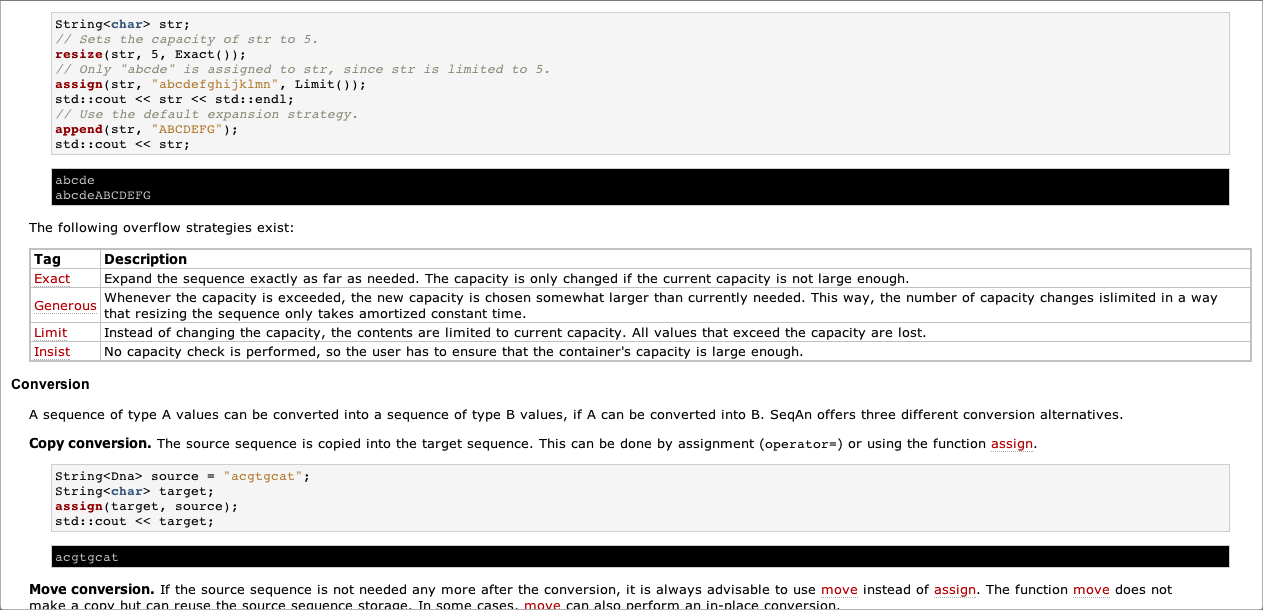 String<char> str;
// Sets the capacity of str to 5.
resize(str, 5, Exact());
// Only "abcde" is assigned to str, since str is limited to 5.
assign(str, "abcdefghijklmn", Limit());
std::cout << str << std::endl;
// Use the default expansion strategy.
append(str, "ABCDEFG");
std::cout << str;
abcde
abcdeABCDEFG
The following overflow strategies exist:
Tag Description
Exact Expand the sequence exactly as far as needed. The capacity is only changed if the current capacity is not large enough.
Generous Whenever the capacity is exceeded, the new capacity is chosen somewhat larger than currently needed. This way, the number of capacity changes islimited in a way
that resizing the sequence only takes amortized constant time.
Limit Instead of changing the capacity, the contents are limited to current capacity. All values that exceed the capacity are lost.
Insist No capacity check is performed, so the user has to ensure that the container's capacity is large enough.
Conversion
A sequence of type A values can be converted into a sequence of type B values, if A can be converted into B. SeqAn offers three different conversion alternatives.
Copy conversion. The source sequence is copied into the target sequence. This can be done by assignment (operator=) or using the function assign.
String<Dna> source = "acgtgcat";
String<char> target;
assign(target, source);
std::cout << target;
acgtgcat
Move conversion. If the source sequence is not needed any more after the conversion, it is always advisable to use move instead of assign. The function move does not
make a copy but can reuse the source sequence storage. In some cases, move can also perform an in-place conversion.